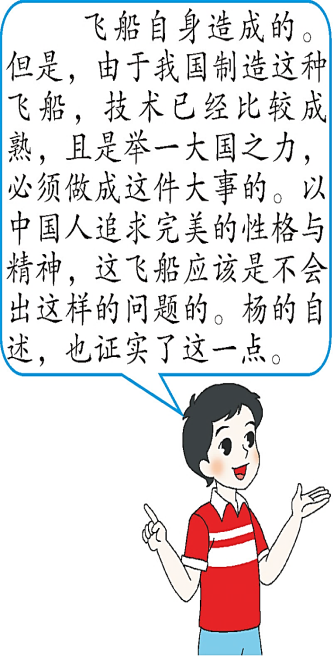 飞船自身造成的。
但是，由于我国制造这种
飞船，技术已经比较成
熟，且是举一大国之力，
必须做成这件大事的。以
中国人追求完美的性格与
精神，这飞船应该是不会
出这样的问题的。杨的自
述，也证实了这一点。